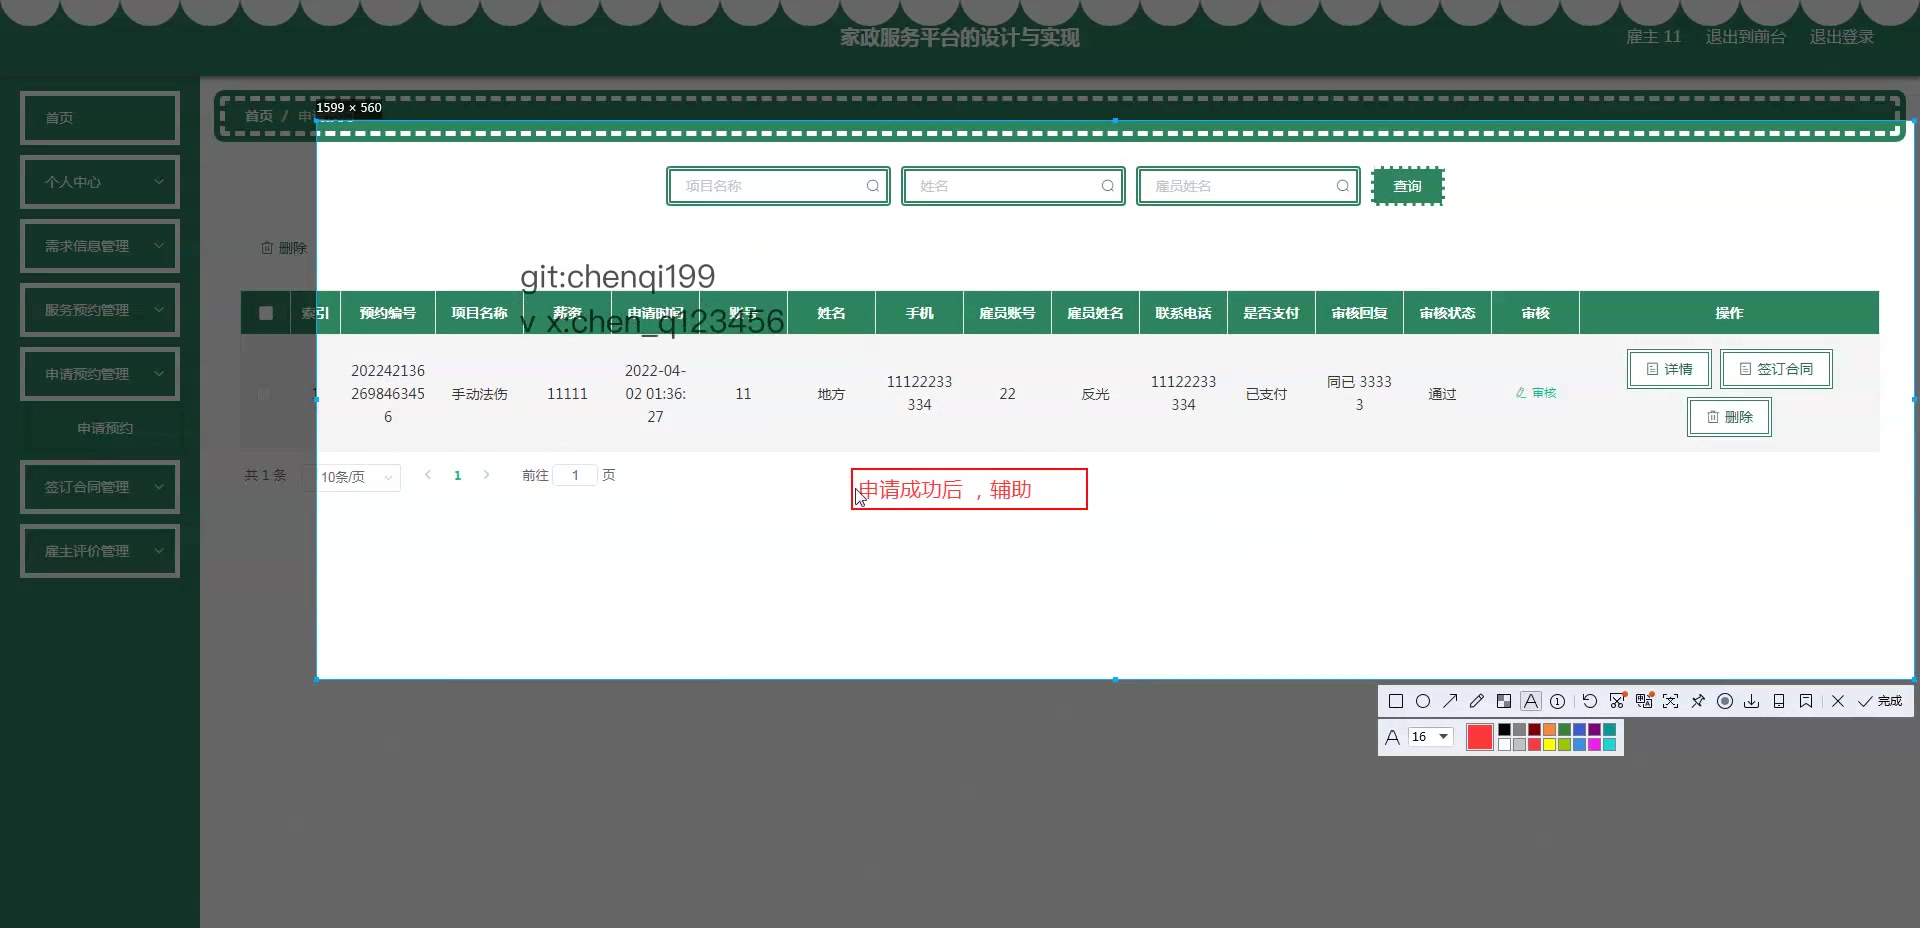 家政服务平台的设计与实现
雇主 11
退出到前台
退出登录
首页
个人中心
需求信息管理
服务预约管理
申请预约管理
申请预约
签订合同管理
雇主评价管理
1599 × 560
首页 /
项目名称
姓名
雇员姓名
查询
删除
git:chenqi199
v x:chen_q123456
索引 预约编号 项目名称 薪资 申请时间 账号 姓名 手机 雇员账号 雇员姓名 联系电话 是否支付 审核回复 审核状态 审核 操作
202242136
269846345
6
手动法伤
11111
2022-04-
02 01:36:
27
11
地方
11122233
334
22
反光
11122233
334
已支付
同已 3333
3
通过
审核
详情
签订合同
删除
共 1 条
10条/页
1
前往 1 页
申请成功后 ，辅助
完成
A 16